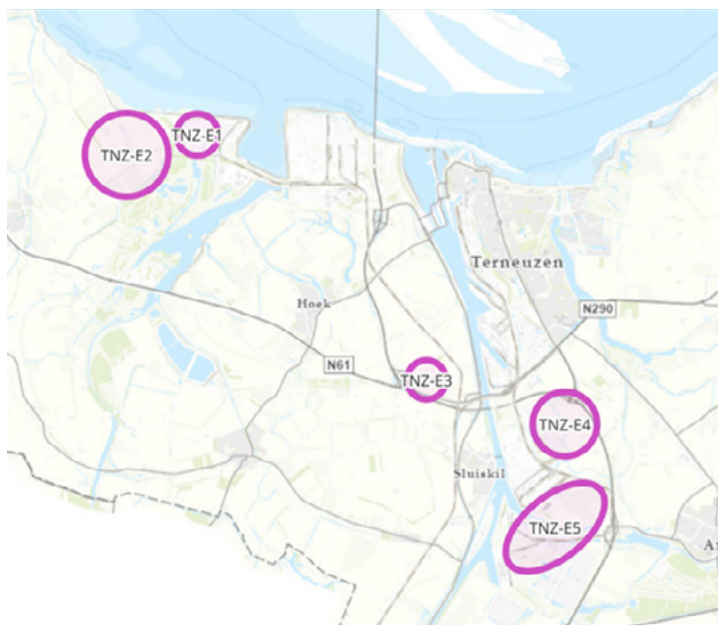 TNZ-E1
TNZ-E2
Terneuzen
Hoek
N290
N61
TNZ-E3
TNZ-E4
Sluiskil
TNZ-E5